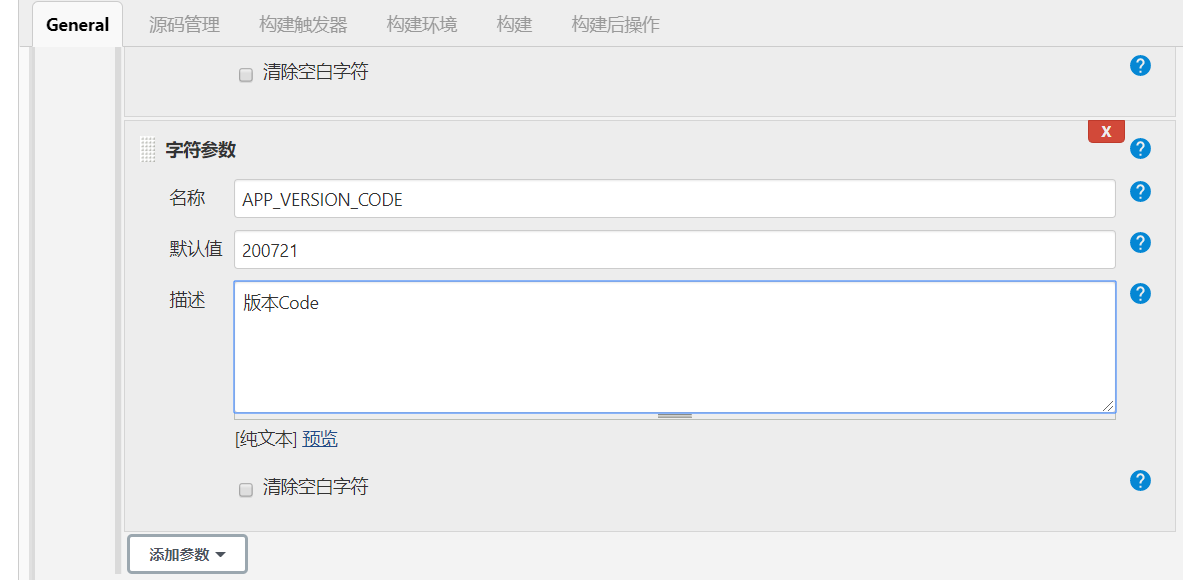 General 源码管理 构建触发器 构建环境 构建 构建后操作
清除空白字符
字符参数
X
名称 APP_VERSION_CODE
默认值 200721
描述 版本Code
[纯文本] 预览
清除空白字符
添加参数